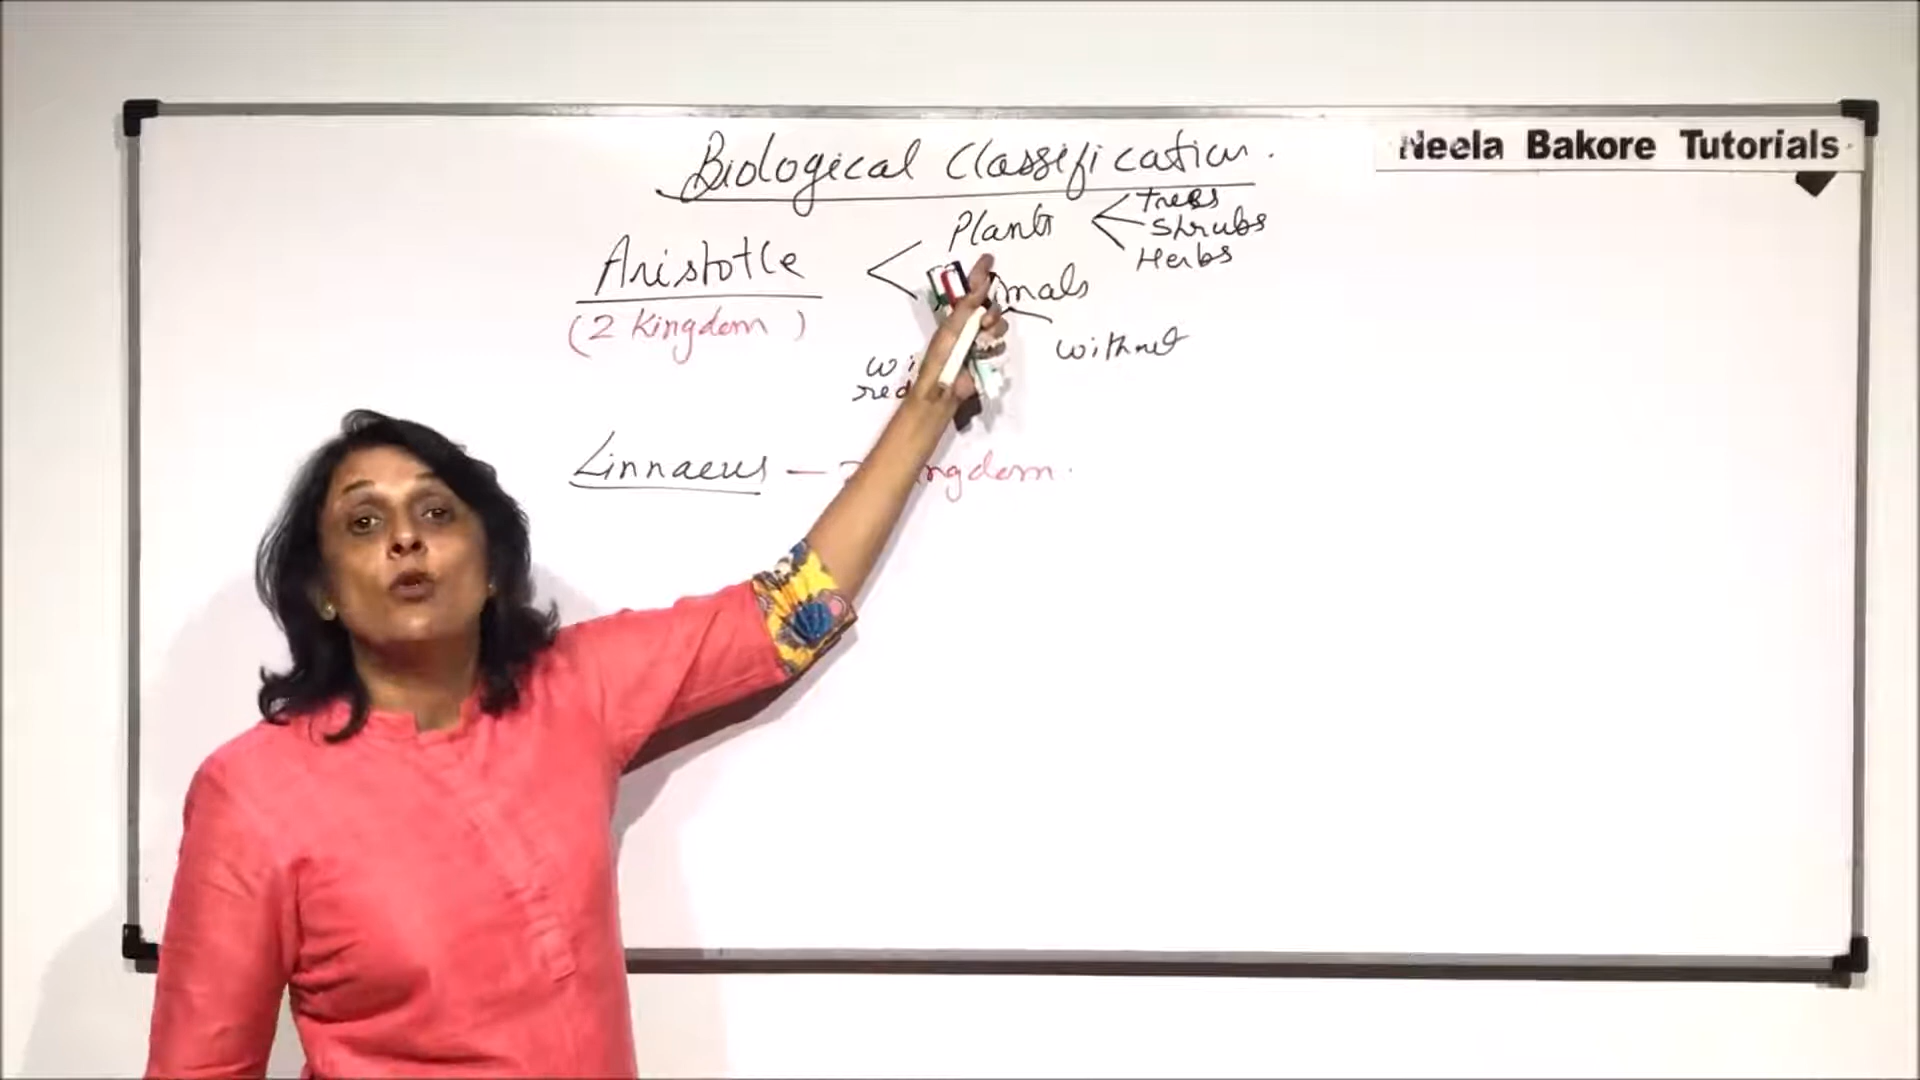 Neela Bakore Tutorials
Biological Classification.
Aristotle
(2 Kingdom)
Plants
Trees
Shrubs
Herbs
without
Linnaeus —